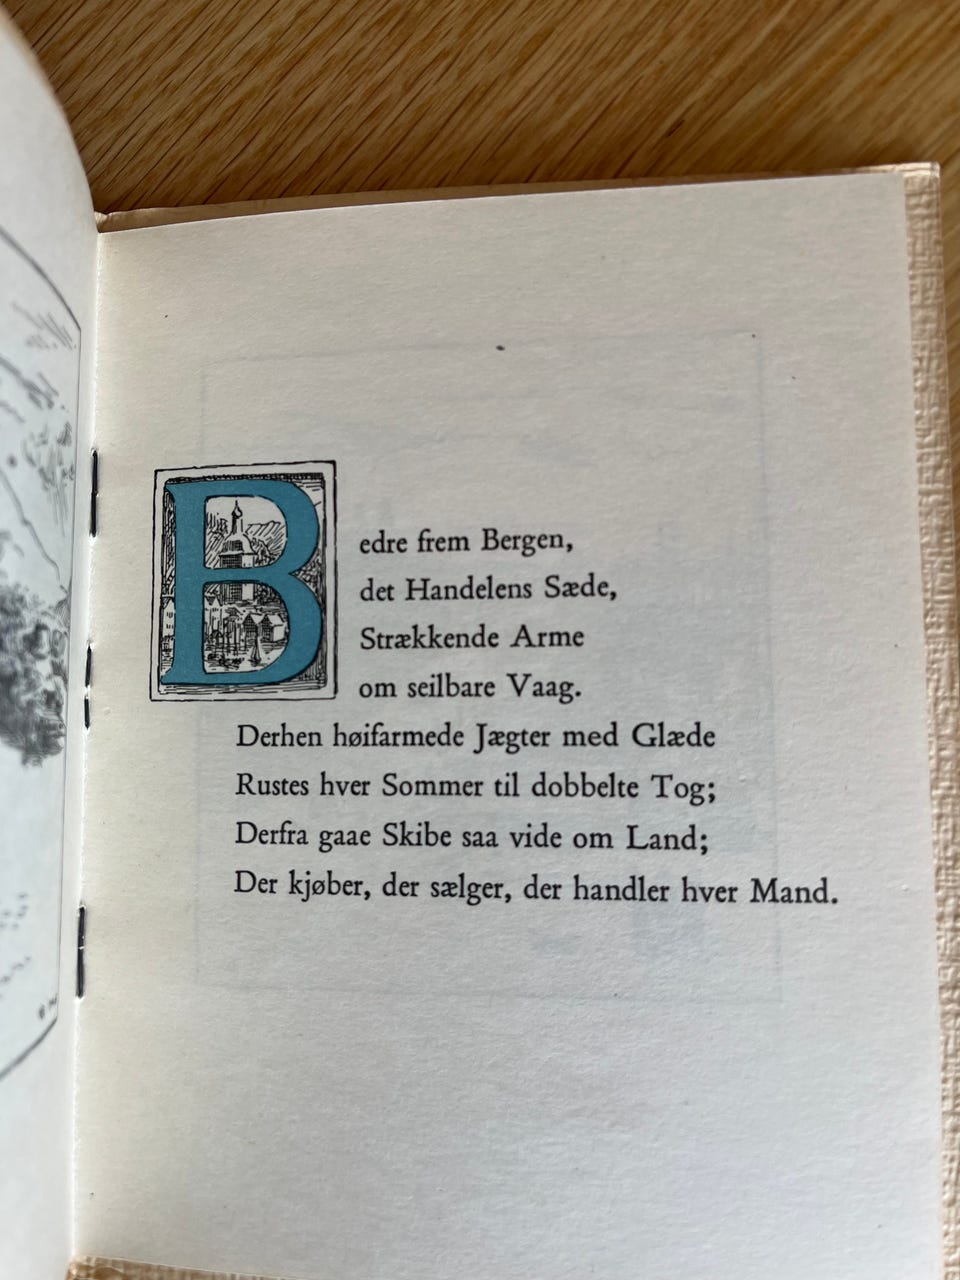 Bedre frem Bergen,
det Handelens Sæde,
Strækkende Arme
om seilbare Vaag.
Derhen høifarmede Jægter med Glæde
Rustes hver Sommer til dobbelte Tog;
Derfra gaae Skibe saa vide om Land;
Der kjøber, der sælger, der handler hver Mand.